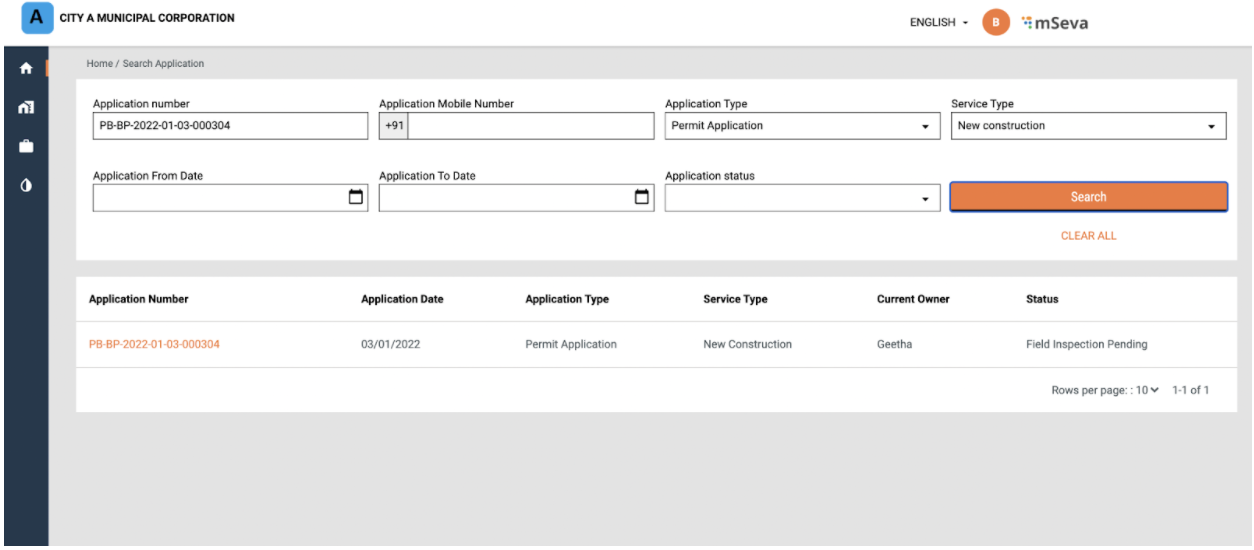 A CITY A MUNICIPAL CORPORATION ENGLISH B mSeva
Home / Search Application
Application number Application Mobile Number Application Type Service Type
PB-BP-2022-01-03-000304 +91 Permit Application New construction
Application From Date Application To Date Application status
Search
CLEAR ALL
Application Number Application Date Application Type Service Type Current Owner Status
PB-BP-2022-01-03-000304 03/01/2022 Permit Application New Construction Geetha Field Inspection Pending
Rows per page: : 10 1-1 of 1